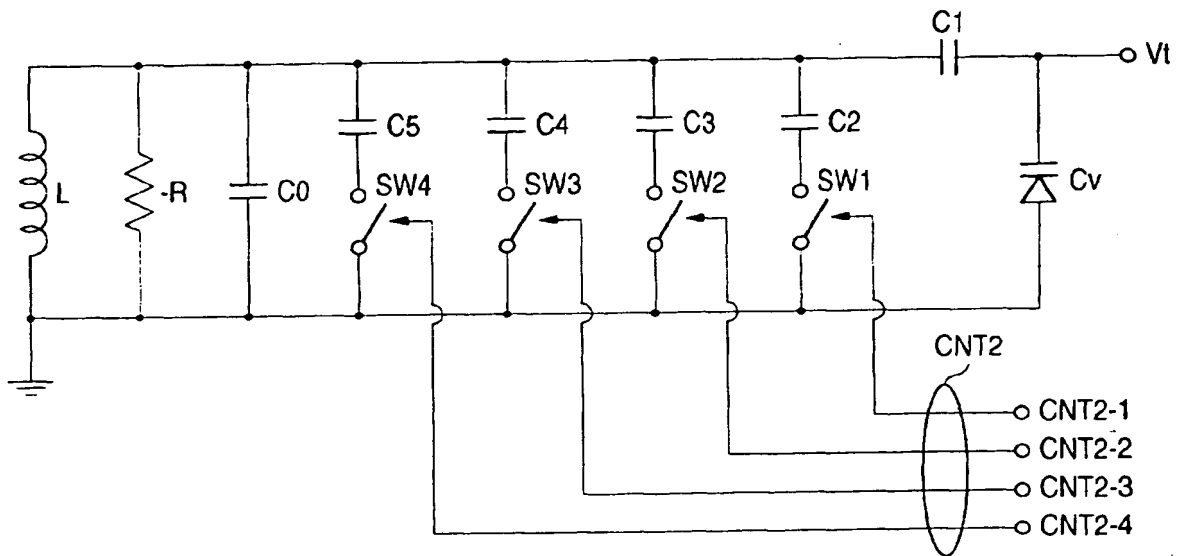 C1
Vt
C5
C4
C3
C2
L
-R
C0
SW4
SW3
SW2
SW1
Cv
CNT2
CNT2-1
CNT2-2
CNT2-3
CNT2-4